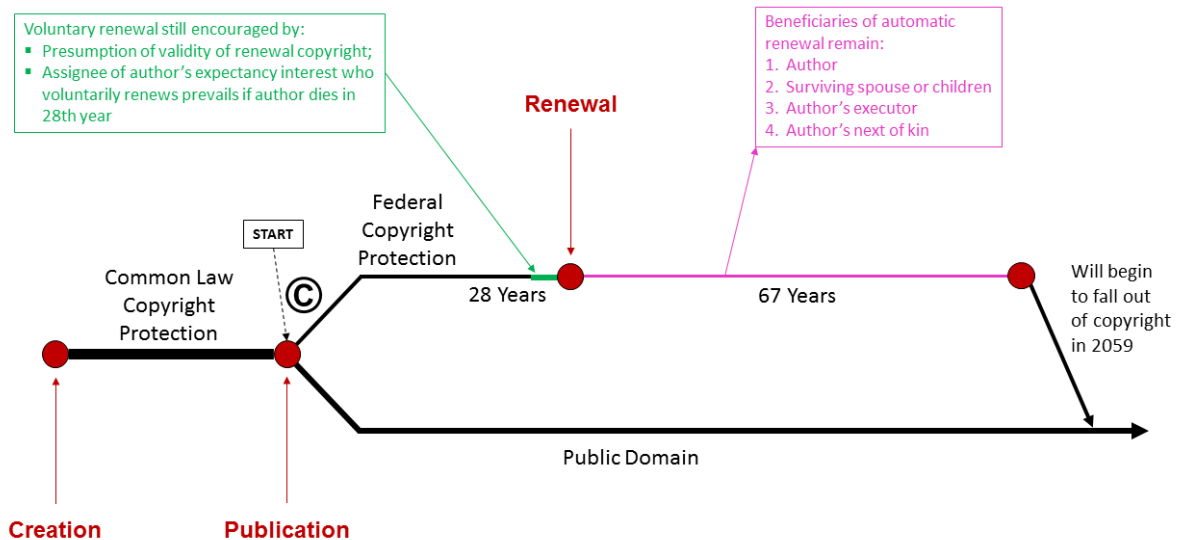 Voluntary renewal still encouraged by:
▪ Presumption of validity of renewal copyright;
▪ Assignee of author's expectancy interest who
voluntarily renews prevails if author dies in
28th year
Beneficiaries of automatic
renewal remain:
1. Author
2. Surviving spouse or children
3. Author's executor
4. Author's next of kin
Renewal
Federal
Copyright
Protection
START
Common Law
Copyright
Protection
©
28 Years
67 Years
Will begin
to fall out
of copyright
in 2059
Public Domain
Creation
Publication